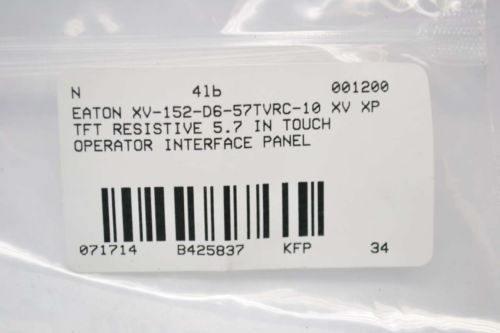 N 4lb 001200
EATON XV-152-D6-57TVRC-10 XV XP
TFT RESISTIVE 5.7 IN TOUCH
OPERATOR INTERFACE PANEL
071714 B425837 KFP 34